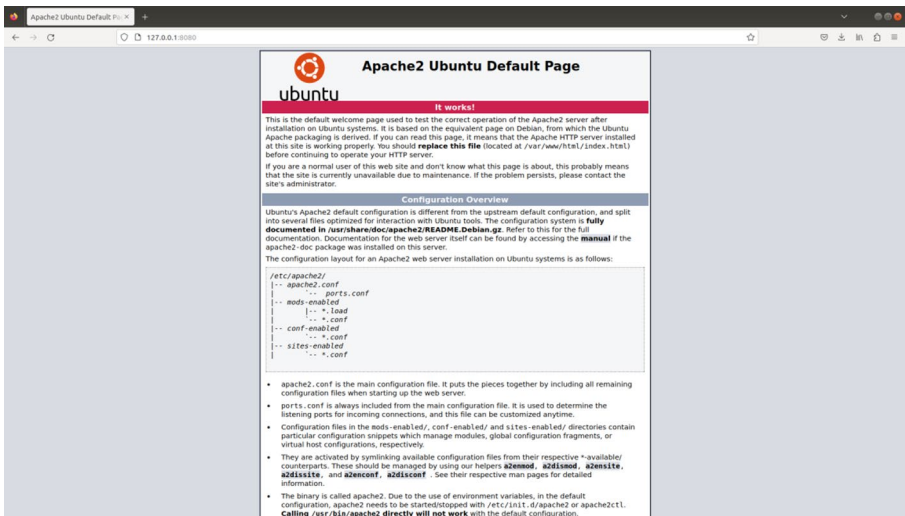 Apache2 Ubuntu Default Pa
127.0.0.1:8080
ubuntu
Apache2 Ubuntu Default Page
It works!
This is the default welcome page used to test the correct operation of the Apache2 server after
installation on Ubuntu systems. It is based on the equivalent page on Debian, from which the Ubuntu
Apache packaging is derived. If you can read this page, it means that the Apache HTTP server installed
at this site is working properly. You should replace this file (located at /var/www/html/index.html)
before continuing to operate your HTTP server.
If you are a normal user of this web site and don't know what this page is about, this probably means
that the site is currently unavailable due to maintenance. If the problem persists, please contact the
site's administrator.
Configuration Overview
Ubuntu's Apache2 default configuration is different from the upstream default configuration, and split
into several files optimized for interaction with Ubuntu tools. The configuration system is fully
documented in /usr/share/doc/apache2/README.Debian.gz. Refer to this for the full
documentation. Documentation for the web server itself can be found by accessing the manual if the
apache2-doc package was installed on this server.
The configuration layout for an Apache2 web server installation on Ubuntu systems is as follows:
/etc/apache2/
|-- apache2.conf
|       `--  ports.conf
|-- mods-enabled
|       |-- *.load
|       `-- *.conf
|-- conf-enabled
|       `-- *.conf
|-- sites-enabled
|       `-- *.conf
• apache2.conf is the main configuration file. It puts the pieces together by including all remaining
configuration files when starting up the web server.
• ports.conf is always included from the main configuration file. It is used to determine the
listening ports for incoming connections, and this file can be customized anytime.
• Configuration files in the mods-enabled/, conf-enabled/ and sites-enabled/ directories contain
particular configuration snippets which manage modules, global configuration fragments, or
virtual host configurations, respectively.
• They are activated by symlinking available configuration files from their respective *-available/
counterparts. These should be managed by using our helpers a2enmod, a2dismod, a2ensite,
a2dissite, and a2enconf, a2disconf . See their respective man pages for detailed
information.
• The binary is called apache2. Due to the use of environment variables, in the default
configuration, apache2 needs to be started/stopped with /etc/init.d/apache2 or apache2ctl.
Calling /usr/bin/apache2 directly will not work with the default configuration.